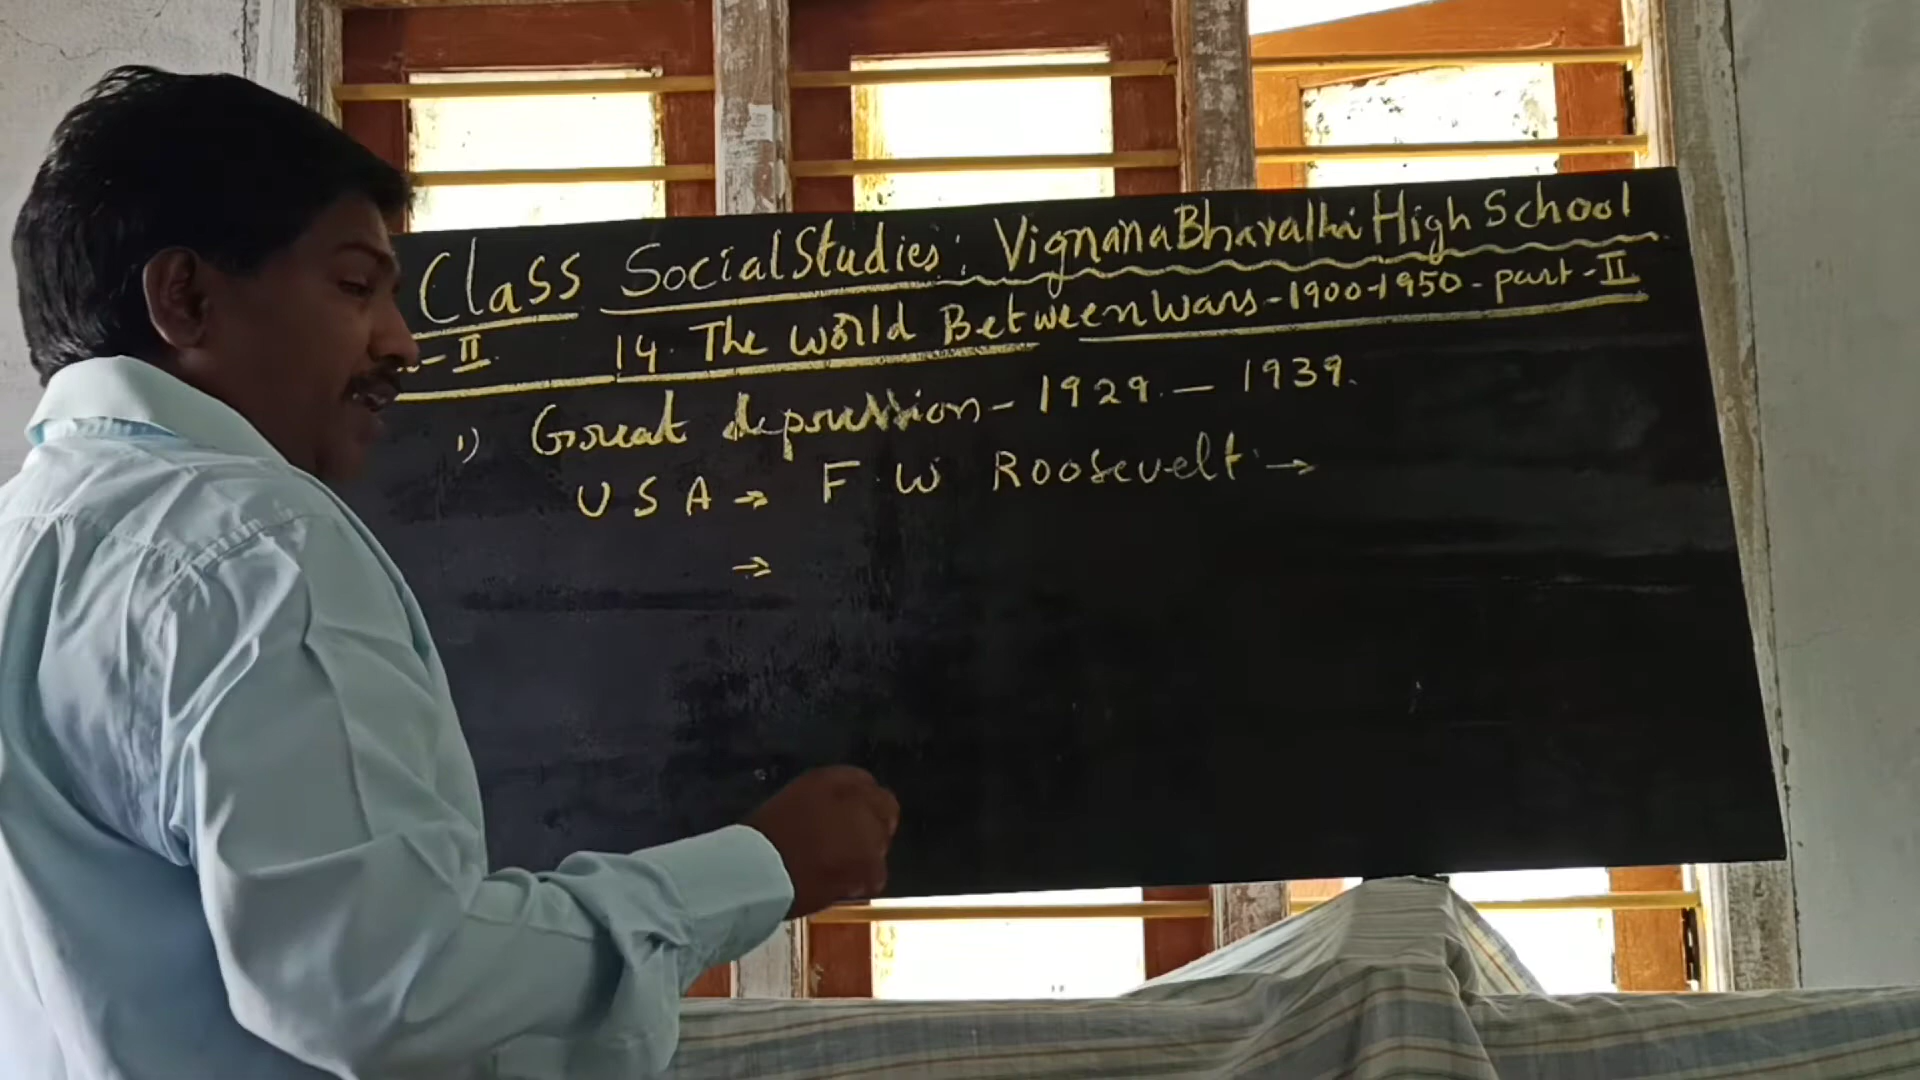 Class Social Studies: Vignana Bharathi High School
- II 14. The World Between Wars - 1900-1950 - part - II
1) Great depression - 1929. - 1939.
U S A → F. W Roosevelt →
→